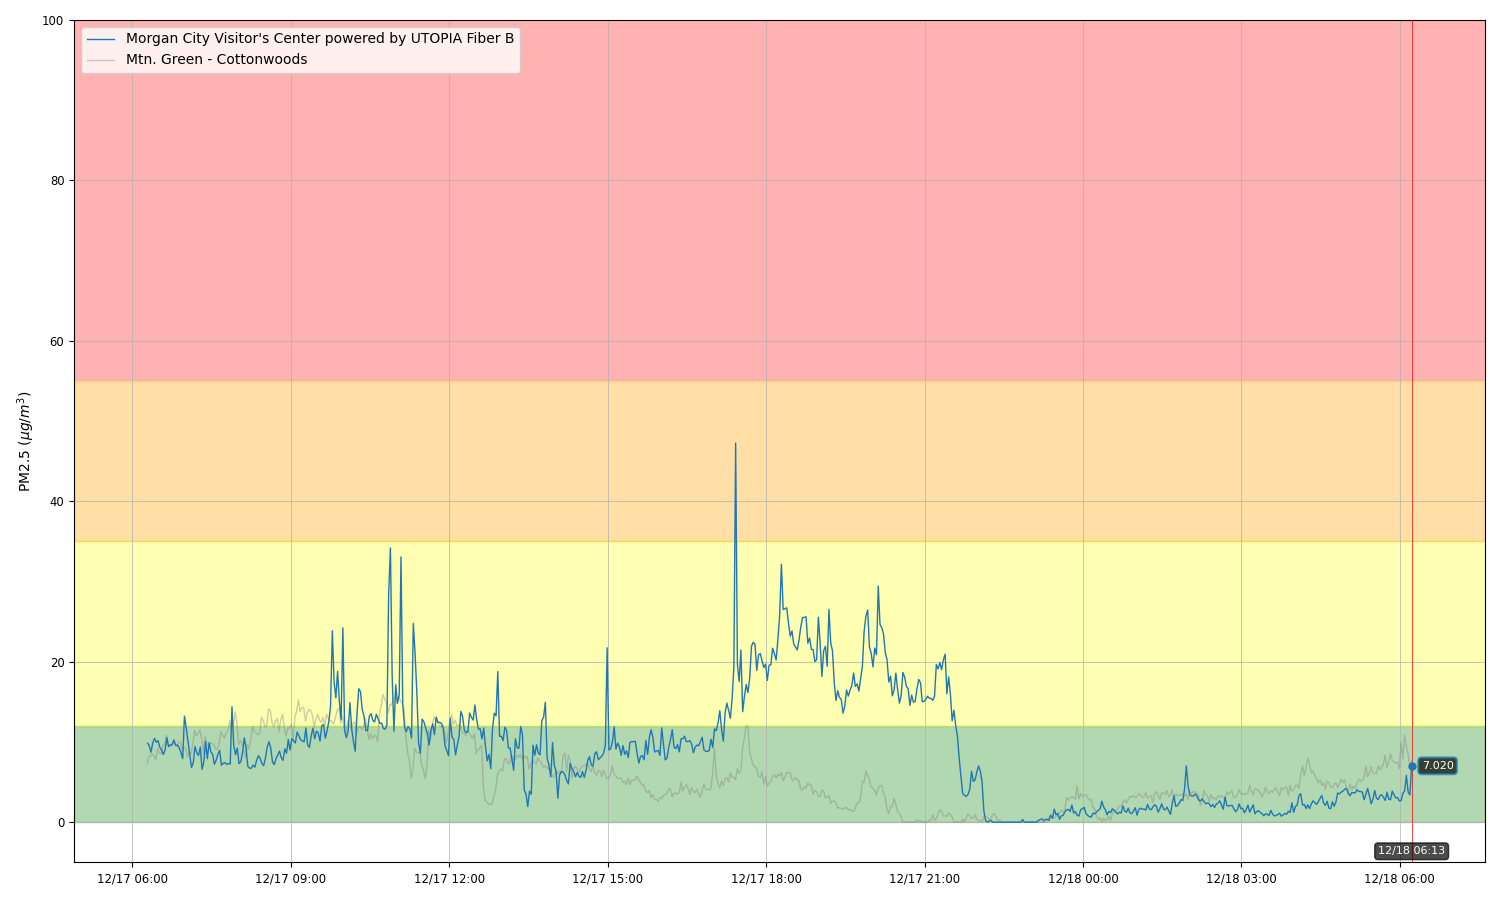 100
Morgan City Visitor's Center powered by UTOPIA Fiber B
Mtn. Green - Cottonwoods
80
60
PM2.5 (µg/m³)
40
20
7.020
0
12/18 06:13
12/17 06:00 12/17 09:00 12/17 12:00 12/17 15:00 12/17 18:00 12/17 21:00 12/18 00:00 12/18 03:00 12/18 06:00